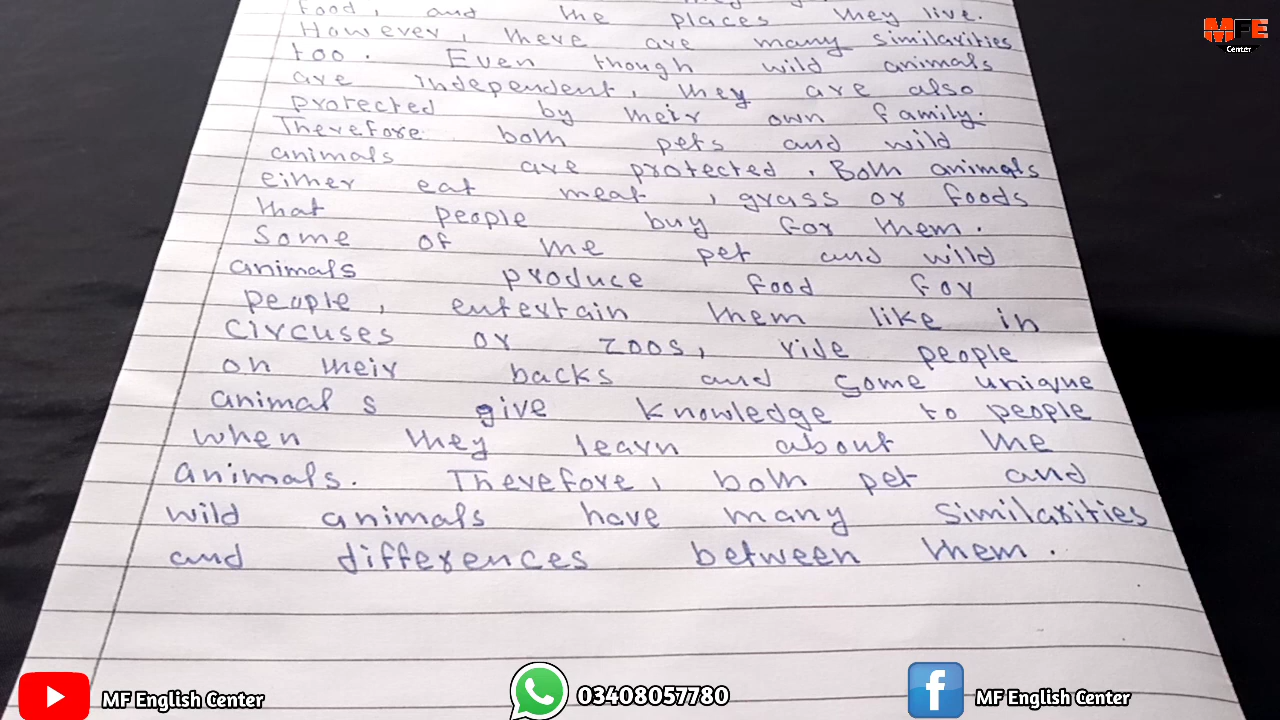 food, and the places they live.
However, there are many similarities
too. Even though wild animals
are independent, they are also
protected by their own family.
Therefore both pets and wild
animals are protected. Both animals
either eat meat, grass or foods
that people buy for them.
Some of the pet and wild
animals produce food for
people, entertain them like in
circuses or zoos, ride people
on their backs and some unique
animals give knowledge to people
when they learn about the
animals. Therefore, both pet and
wild animals have many similarities
and differences between them.
MFE
Center
MF English Center
03408057780
MF English Center